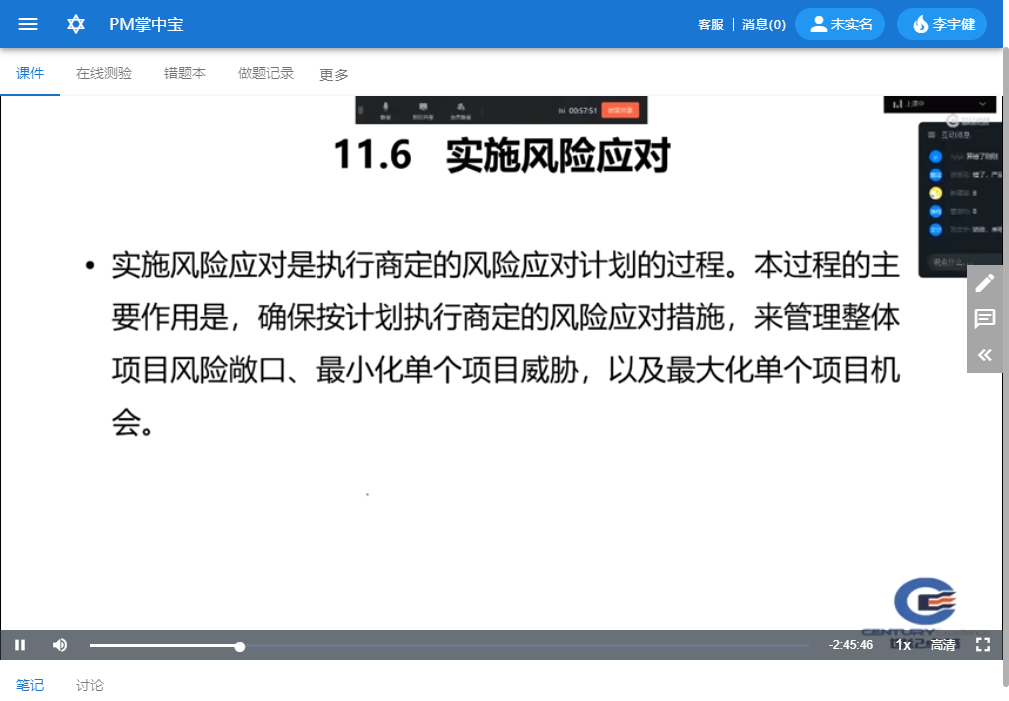 PM掌中宝
客服
消息(0)
未实名
李宇健
课件
在线测验
错题本
做题记录
更多
00:57:51
上课中
互动消息
11.6 实施风险应对
• 实施风险应对是执行商定的风险应对计划的过程。本过程的主
要作用是，确保按计划执行商定的风险应对措施，来管理整体
项目风险敞口、最小化单个项目威胁，以及最大化单个项目机
会。
说点什么...
CENTURY
-2:45:46
1x
高清
笔记
讨论